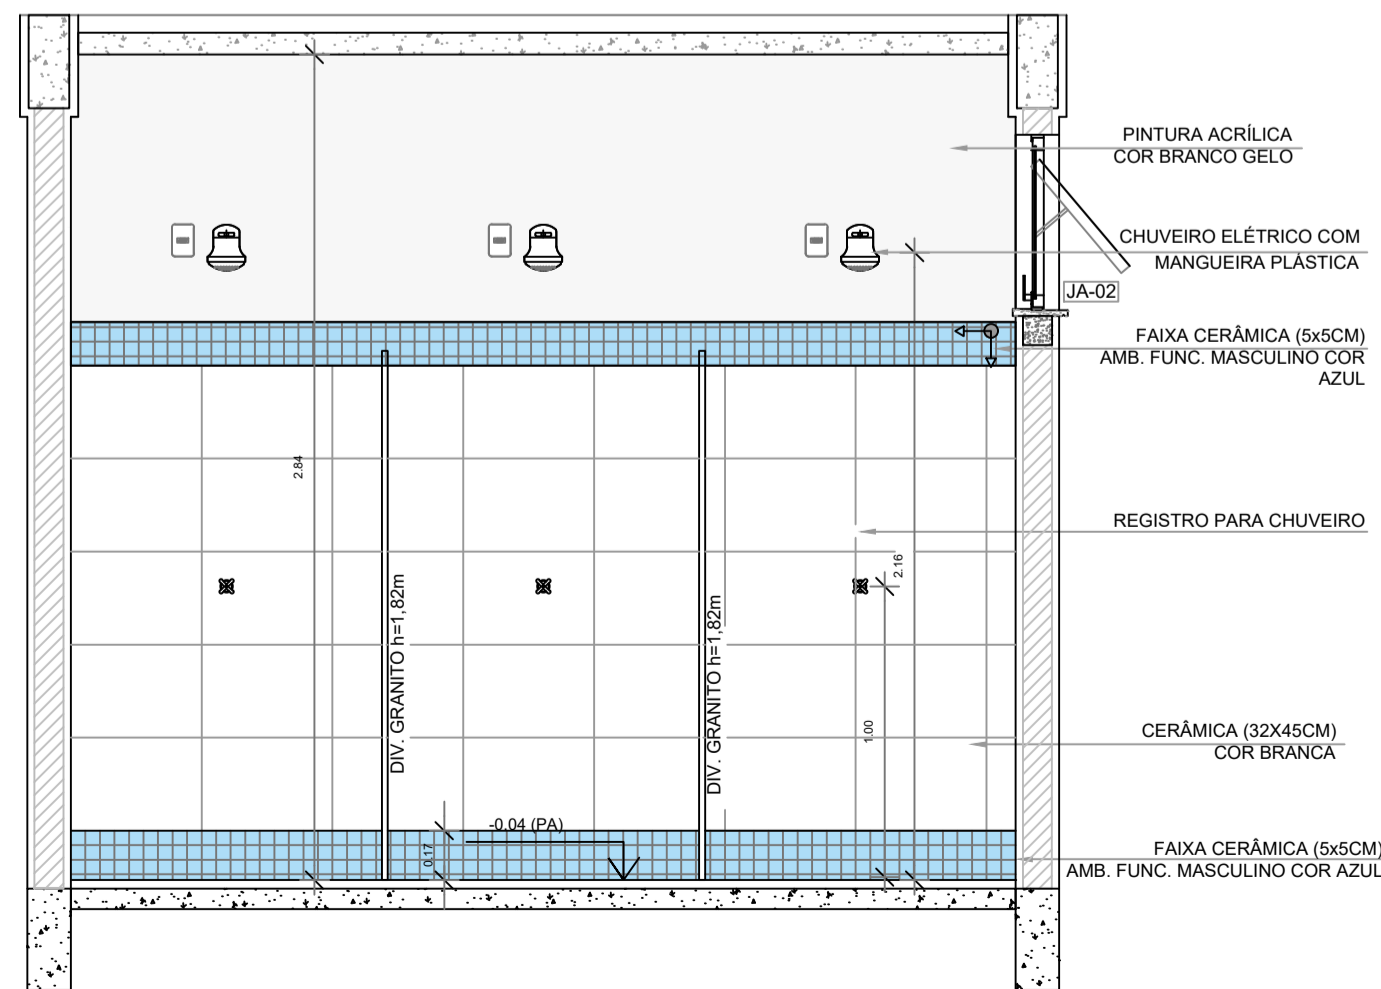 PINTURA ACRÍLICA
COR BRANCO GELO
CHUVEIRO ELÉTRICO COM
MANGUEIRA PLÁSTICA
JA-02
FAIXA CERÂMICA (5x5CM)
AMB. FUNC. MASCULINO COR
AZUL
2.84
REGISTRO PARA CHUVEIRO
2.16
DIV. GRANITO h=1,82m
DIV. GRANITO h=1,82m
1.00
CERÂMICA (32X45CM)
COR BRANCA
-0,04 (PA)
0.17
FAIXA CERÂMICA (5x5CM)
AMB. FUNC. MASCULINO COR AZUL